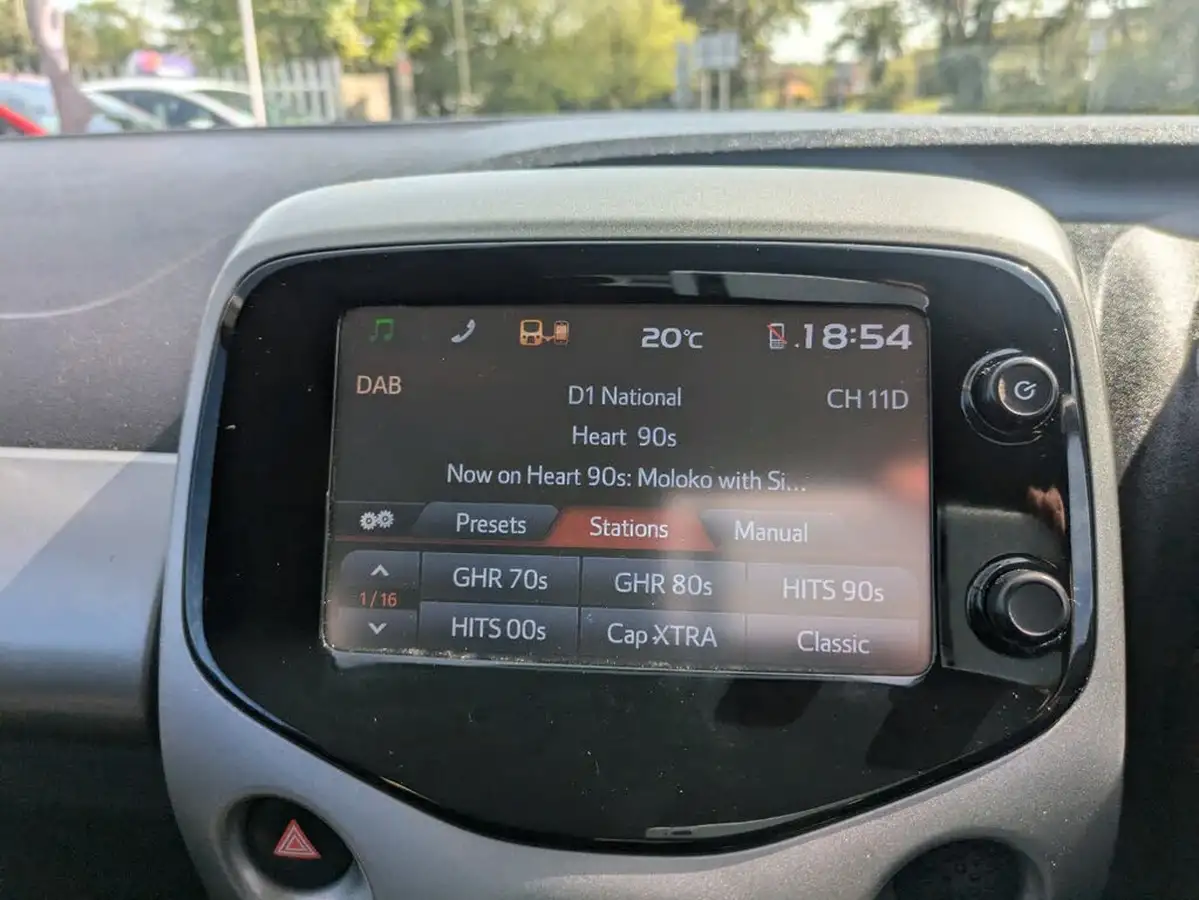 20°C 18:54
DAB D1 National CH 11D
Heart 90s
Now on Heart 90s: Moloko with Si...
Presets Stations Manual
GHR 70s GHR 80s HITS 90s
1/16
HITS 00s Cap XTRA Classic